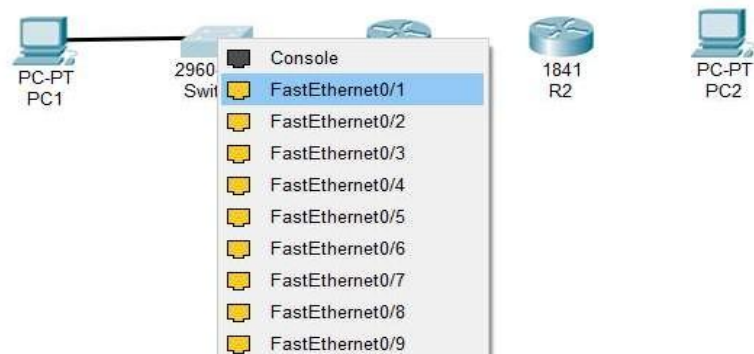 PC-PT
PC1
2960
Swit
Console
FastEthernet0/1
FastEthernet0/2
FastEthernet0/3
FastEthernet0/4
FastEthernet0/5
FastEthernet0/6
FastEthernet0/7
FastEthernet0/8
FastEthernet0/9
1841
R2
PC-PT
PC2